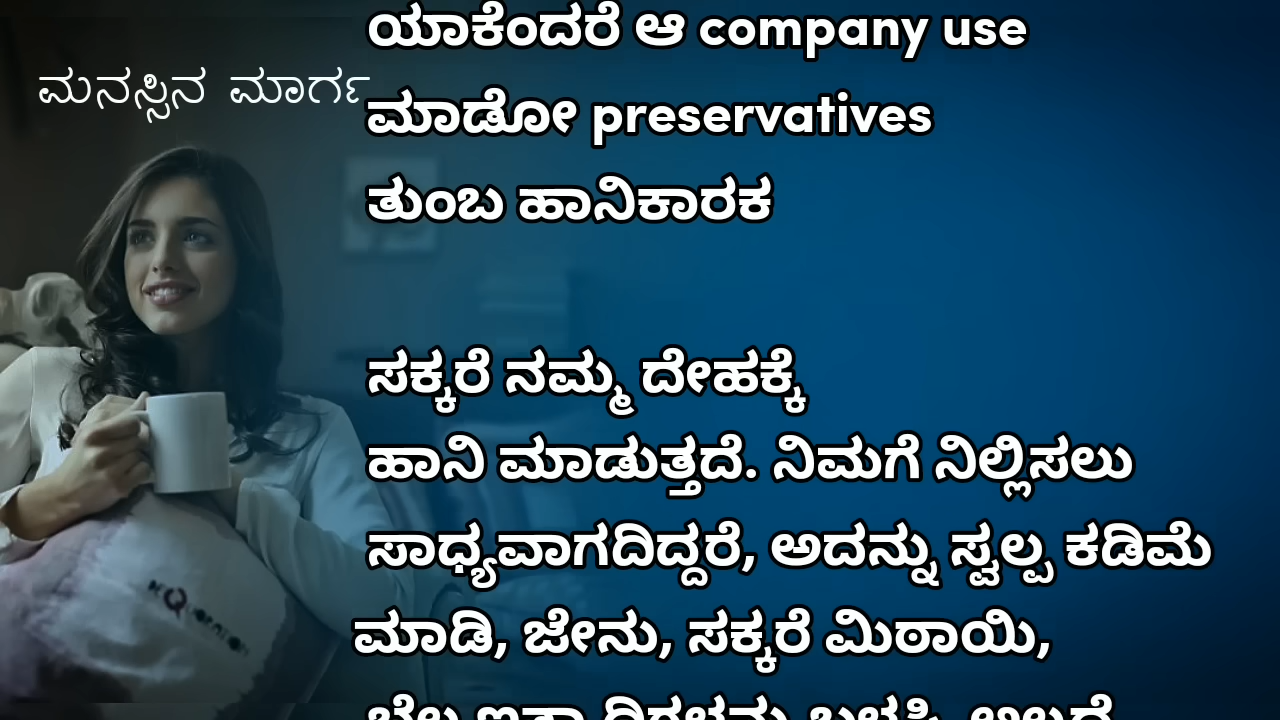 ಯಾಕೆಂದರೆ ಆ company use
ಮನಸ್ಸಿನ ಮಾರ್ಗ
ಮಾಡೋ preservatives
ತುಂಬ ಹಾನಿಕಾರಕ
ಸಕ್ಕರೆ ನಮ್ಮ ದೇಹಕ್ಕೆ
ಹಾನಿ ಮಾಡುತ್ತದೆ. ನಿಮಗೆ ನಿಲ್ಲಿಸಲು
ಸಾಧ್ಯವಾಗದಿದ್ದರೆ, ಅದನ್ನು ಸ್ವಲ್ಪ ಕಡಿಮೆ
ಮಾಡಿ, ಜೇನು, ಸಕ್ಕರೆ ಮಿಠಾಯಿ,